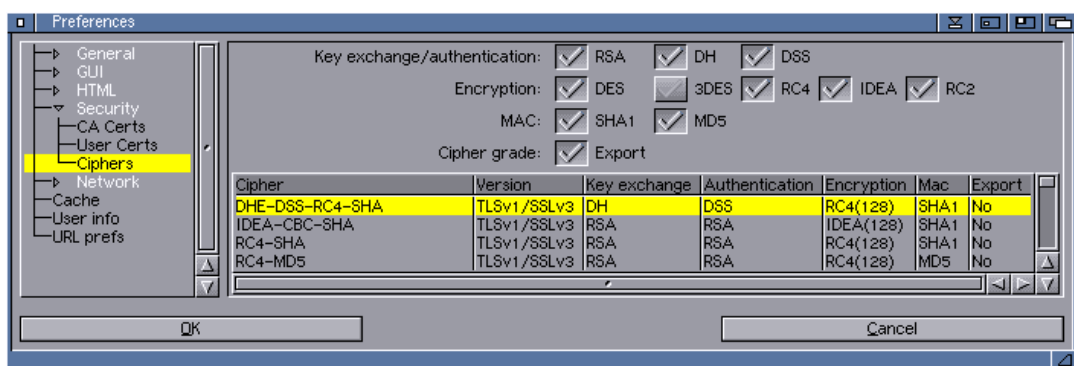 Preferences
General
GUI
HTML
Security
CA Certs
User Certs
Ciphers
Network
Cache
User info
URL prefs
Key exchange/authentication: RSA DH DSS
Encryption: DES 3DES RC4 IDEA RC2
MAC: SHA1 MD5
Cipher grade: Export
Cipher Version Key exchange Authentication Encryption Mac Export
DHE-DSS-RC4-SHA TLSv1/SSLv3 DH DSS RC4(128) SHA1 No
IDEA-CBC-SHA TLSv1/SSLv3 RSA RSA IDEA(128) SHA1 No
RC4-SHA TLSv1/SSLv3 RSA RSA RC4(128) SHA1 No
RC4-MD5 TLSv1/SSLv3 RSA RSA RC4(128) MD5 No
OK
Cancel